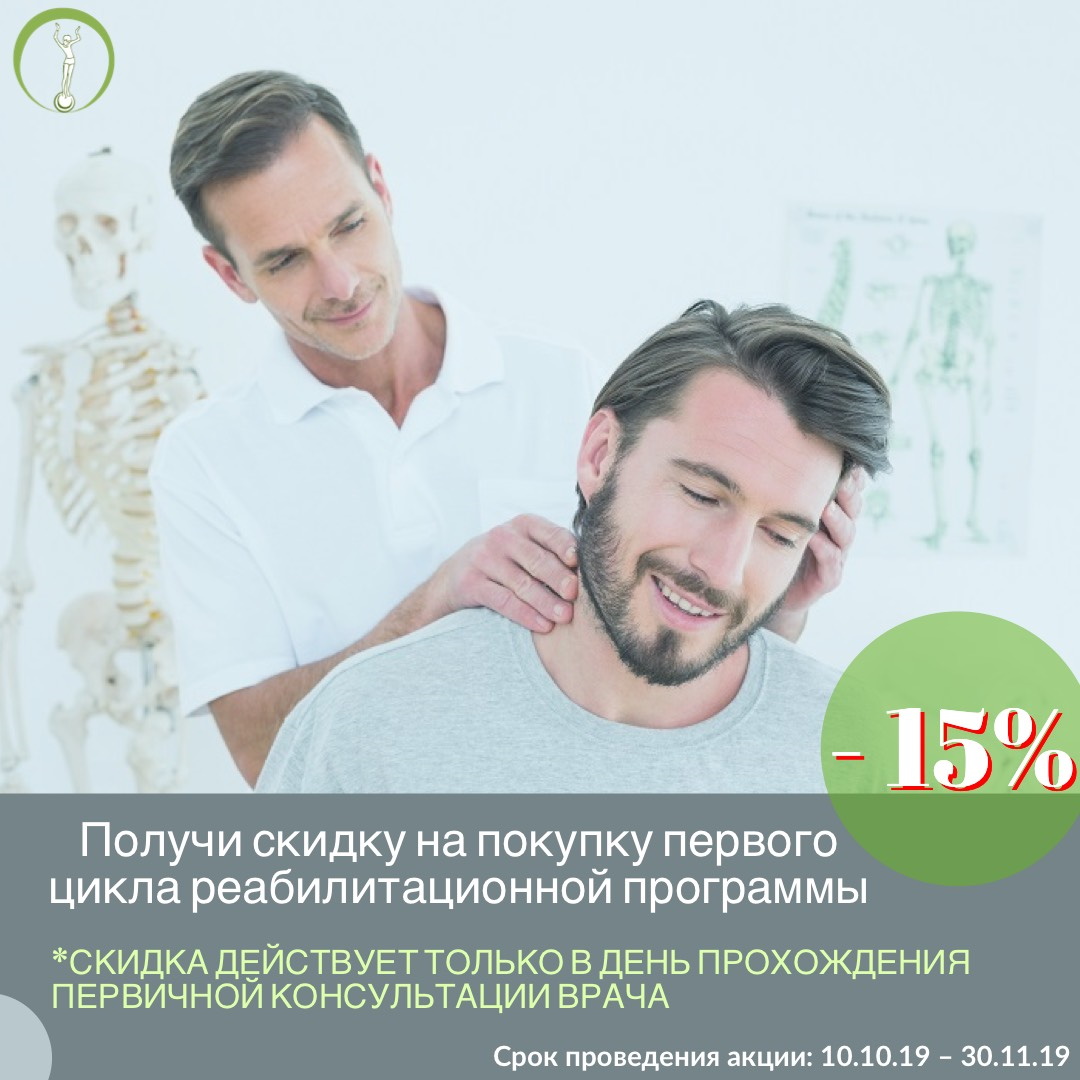 - 15%
Получи скидку на покупку первого
цикла реабилитационной программы
*СКИДКА ДЕЙСТВУЕТ ТОЛЬКО В ДЕНЬ ПРОХОЖДЕНИЯ
ПЕРВИЧНОЙ КОНСУЛЬТАЦИИ ВРАЧА
Срок проведения акции: 10.10.19 – 30.11.19